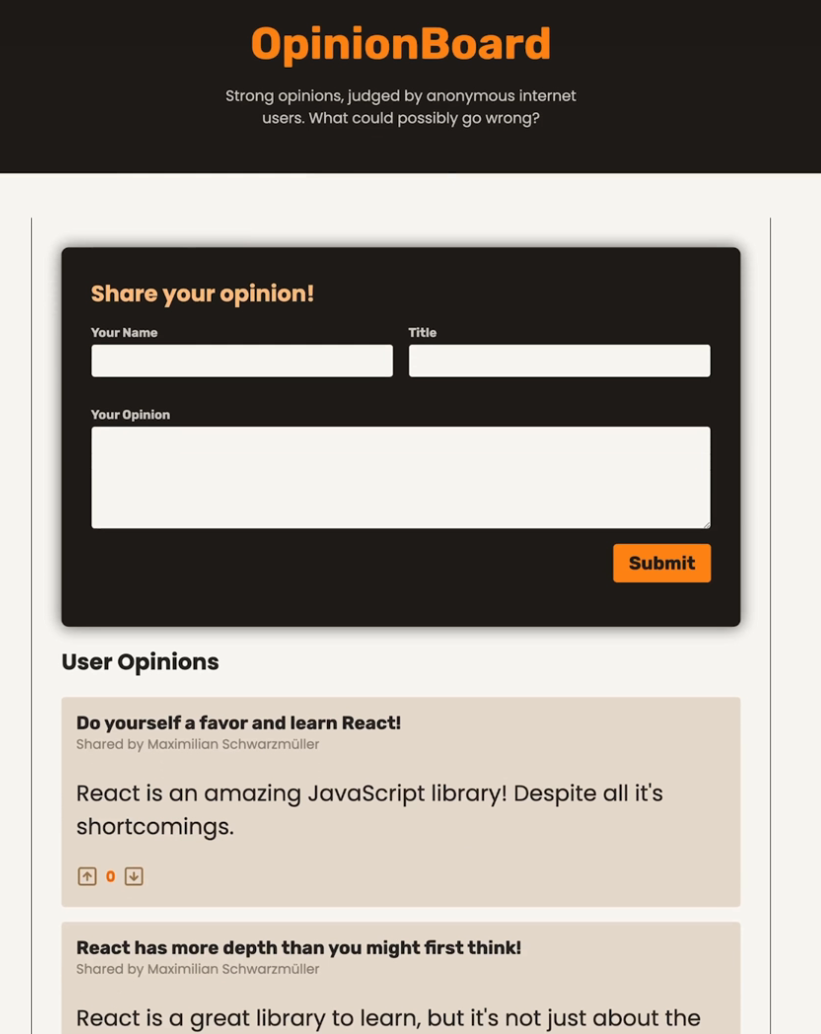 OpinionBoard
Strong opinions, judged by anonymous internet
users. What could possibly go wrong?
Share your opinion!
Your Name
Title
Your Opinion
Submit
User Opinions
Do yourself a favor and learn React!
Shared by Maximilian Schwarzmüller
React is an amazing JavaScript library! Despite all it's
shortcomings.
0
React has more depth than you might first think!
Shared by Maximilian Schwarzmüller
React is a great library to learn, but it's not just about the